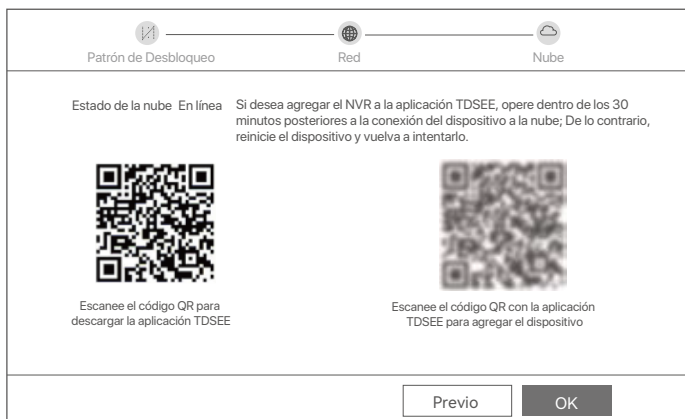 Patrón de Desbloqueo
Red
Nube
Estado de la nube En línea
Si desea agregar el NVR a la aplicación TDSEE, opere dentro de los 30
minutos posteriores a la conexión del dispositivo a la nube; De lo contrario,
reinicie el dispositivo y vuelva a intentarlo.
Escanee el código QR para
descargar la aplicación TDSEE
Escanee el código QR con la aplicación
TDSEE para agregar el dispositivo
Previo
OK